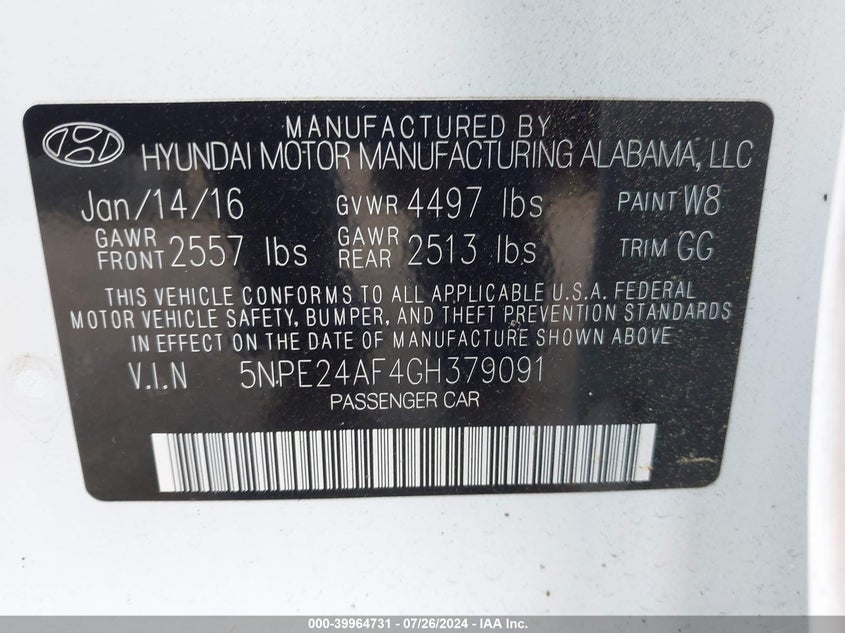 MANUFACTURED BY
HYUNDAI MOTOR MANUFACTURING ALABAMA, LLC
Jan/14/16 GVWR 4497 lbs PAINT W8
GAWR FRONT 2557 lbs GAWR REAR 2513 lbs TRIM GG
THIS VEHICLE CONFORMS TO ALL APPLICABLE U.S.A. FEDERAL
MOTOR VEHICLE SAFETY, BUMPER, AND THEFT PREVENTION STANDARDS
IN EFFECT ON THE DATE OF MANUFACTURE SHOWN ABOVE
V.I.N 5NPE24AF4GH379091
PASSENGER CAR
000-39964731 - 07/26/2024 - IAA Inc.